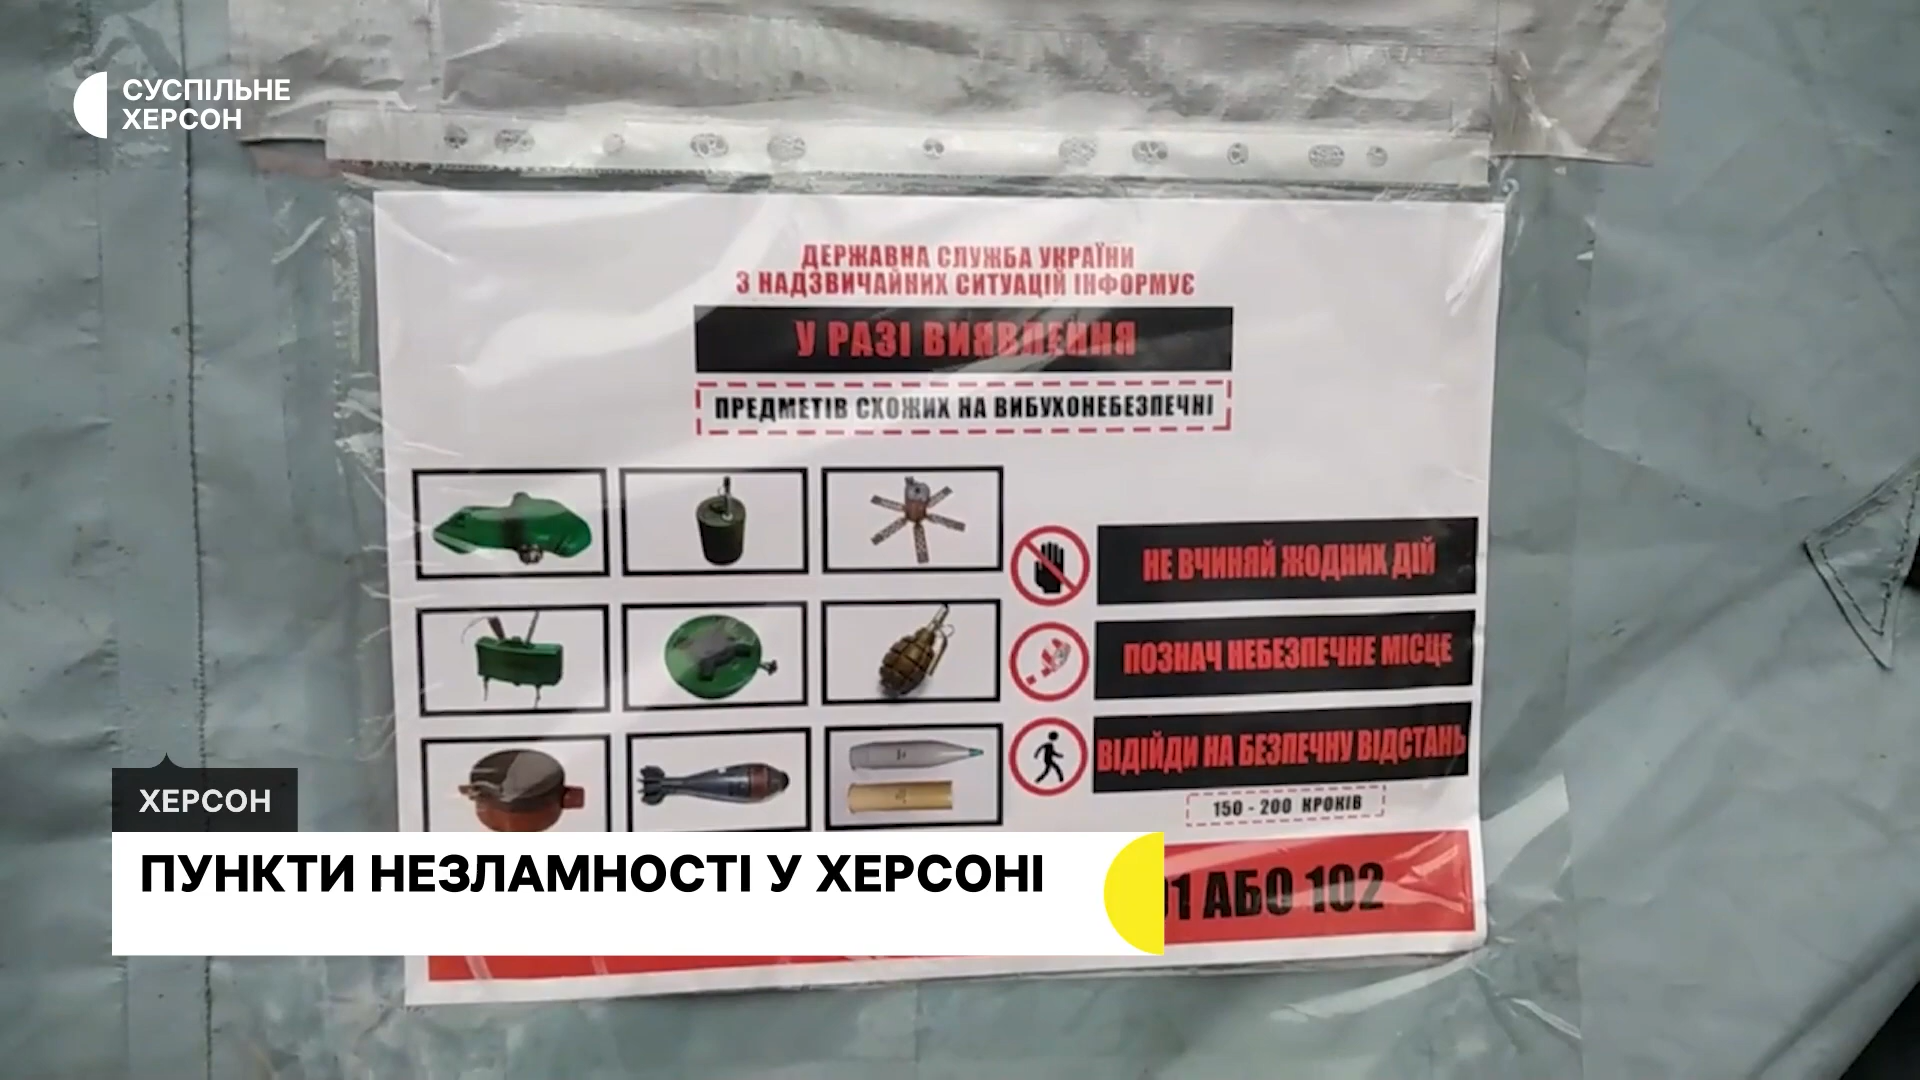 СУСПІЛЬНЕ
ХЕРСОН
ДЕРЖАВНА СЛУЖБА УКРАЇНИ
З НАДЗВИЧАЙНИХ СИТУАЦІЙ ІНФОРМУЄ
У РАЗІ ВИЯВЛЕННЯ
ПРЕДМЕТІВ СХОЖИХ НА ВИБУХОНЕБЕЗПЕЧНІ
НЕ ВЧИНЯЙ ЖОДНИХ ДІЙ
ПОЗНАЧ НЕБЕЗПЕЧНЕ МІСЦЕ
ВІДІЙДИ НА БЕЗПЕЧНУ ВІДСТАНЬ
150 - 200 КРОКІВ
АБО 102
ХЕРСОН
ПУНКТИ НЕЗЛАМНОСТІ У ХЕРСОНІ